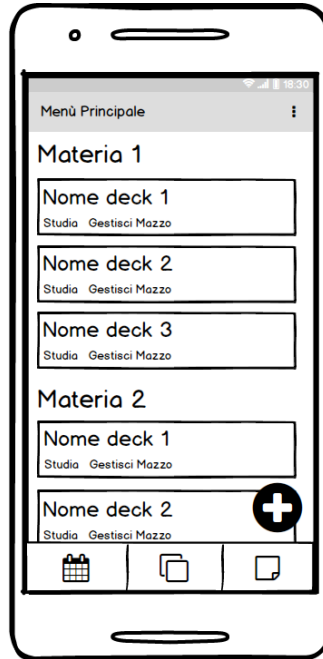 18:30
Menù Principale
Materia 1
Nome deck 1
Studia Gestisci Mazzo
Nome deck 2
Studia Gestisci Mazzo
Nome deck 3
Studia Gestisci Mazzo
Materia 2
Nome deck 1
Studia Gestisci Mazzo
Nome deck 2
Studia Gestisci Mazzo